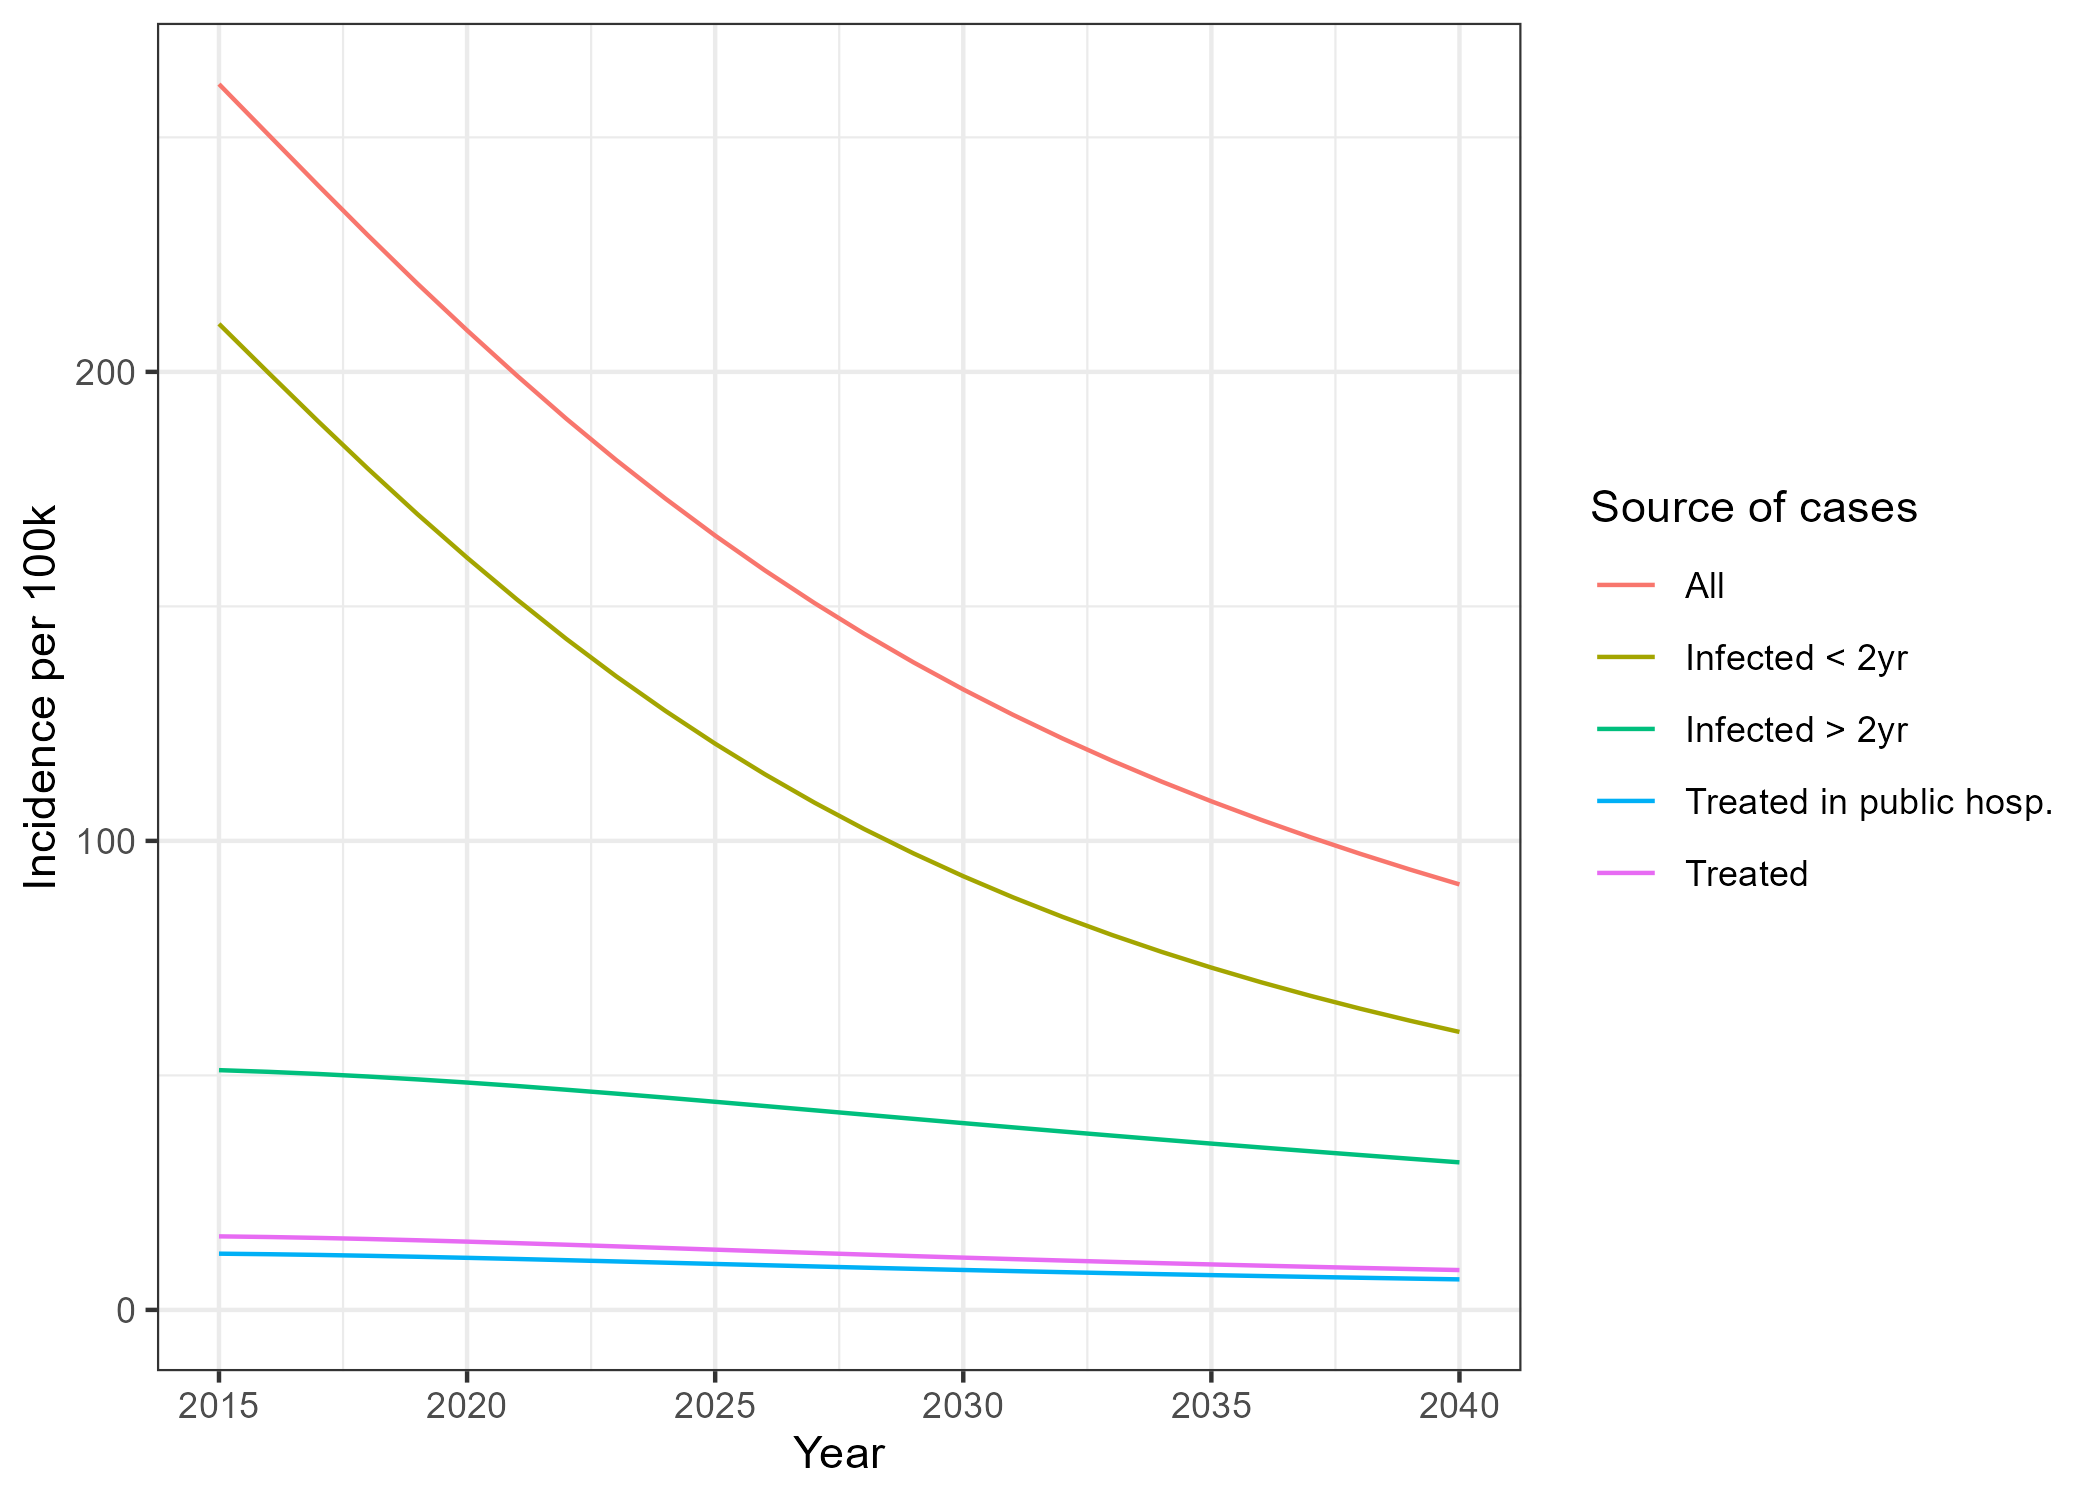 Incidence per 100k
200
100
0
2015 2020 2025 2030 2035 2040
Year
Source of cases
All
Infected < 2yr
Infected > 2yr
Treated in public hosp.
Treated